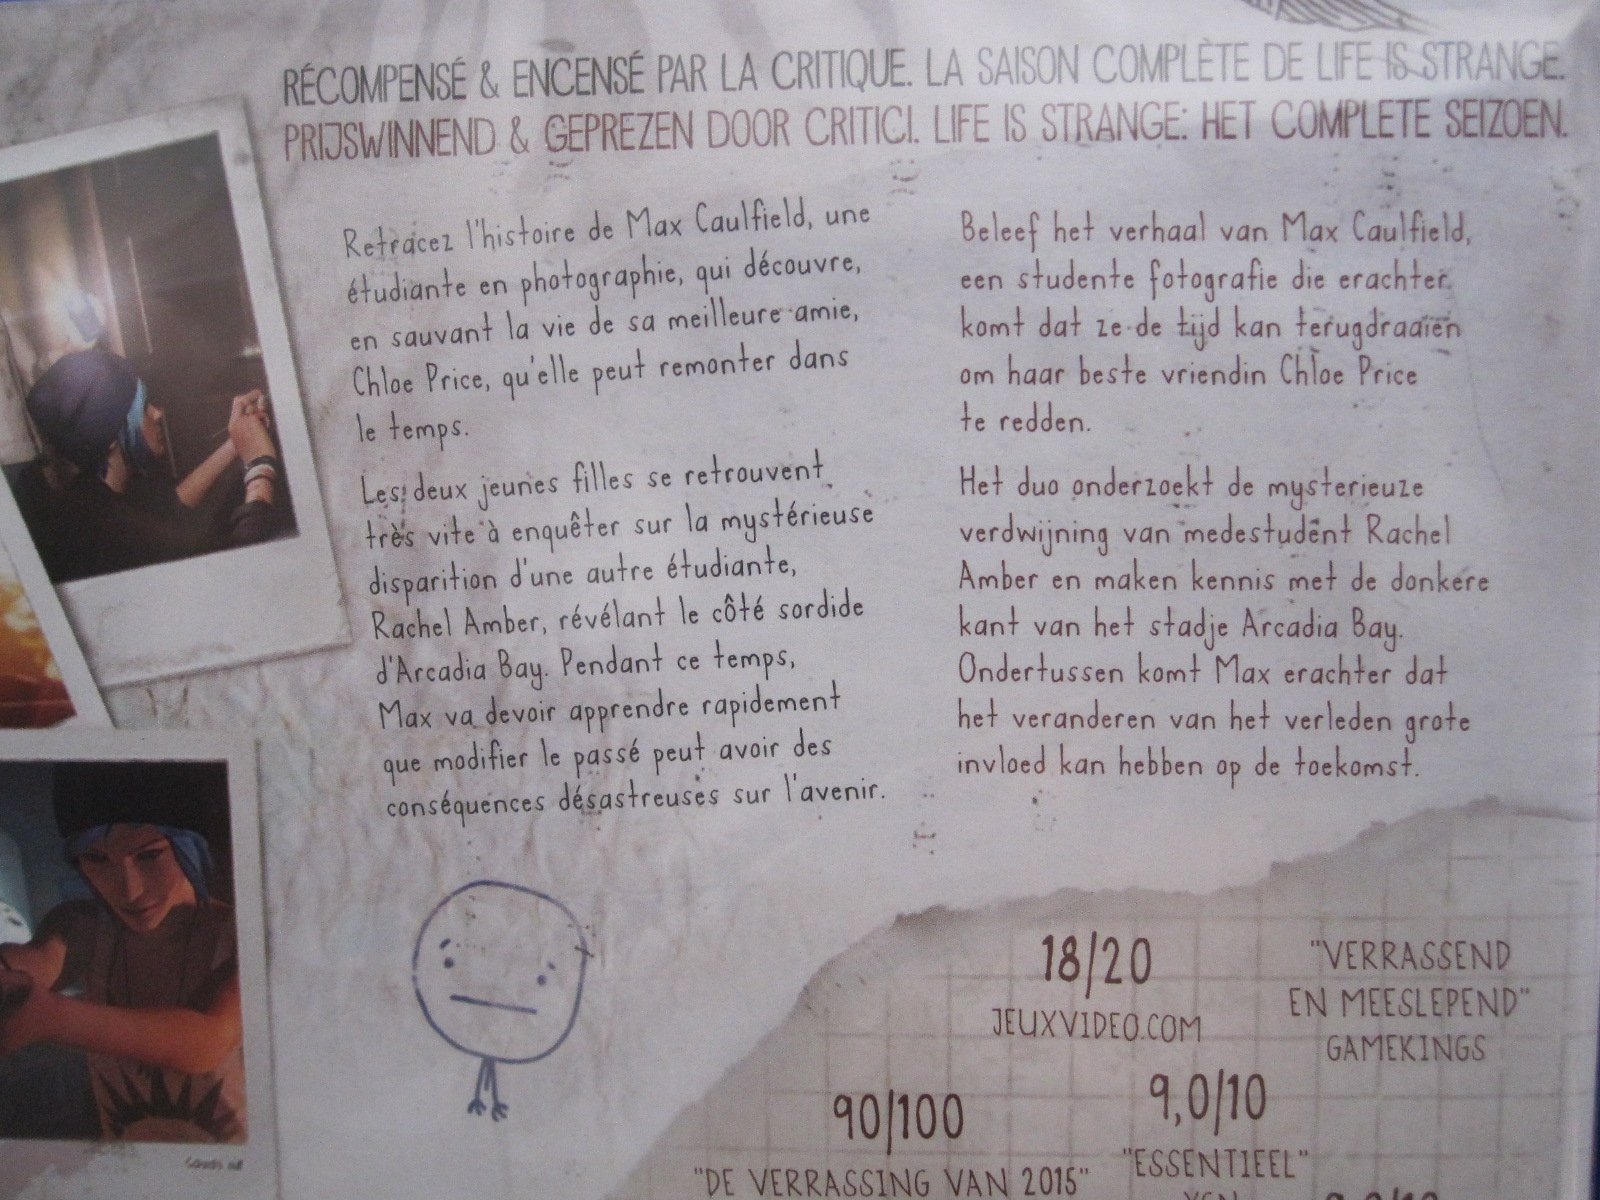 RÉCOMPENSÉ & ENCENSÉ PAR LA CRITIQUE. LA SAISON COMPLÈTE DE LIFE IS STRANGE.
PRIJSWINNEND & GEPREZEN DOOR CRITICI. LIFE IS STRANGE: HET COMPLETE SEIZOEN.
Retracez l'histoire de Max Caulfield, une
étudiante en photographie, qui découvre,
en sauvant la vie de sa meilleure amie,
Chloe Price, qu'elle peut remonter dans
le temps.
Les deux jeunes filles se retrouvent
très vite à enquêter sur la mystérieuse
disparition d'une autre étudiante,
Rachel Amber, révélant le côté sordide
d'Arcadia Bay. Pendant ce temps,
Max va devoir apprendre rapidement
que modifier le passé peut avoir des
conséquences désastreuses sur l'avenir.
Beleef het verhaal van Max Caulfield,
een studente fotografie die erachter
komt dat ze de tijd kan terugdraaien
om haar beste vriendin Chloe Price
te redden.
Het duo onderzoekt de mysterieuze
verdwijning van medestudent Rachel
Amber en maken kennis met de donkere
kant van het stadje Arcadia Bay.
Ondertussen komt Max erachter dat
het veranderen van het verleden grote
invloed kan hebben op de toekomst.
18/20
JEUXVIDEO.COM
"VERRASSEND
EN MEESLEPEND"
GAMEKINGS
90/100
"DE VERRASSING VAN 2015"
9,0/10
"ESSENTIEEL"